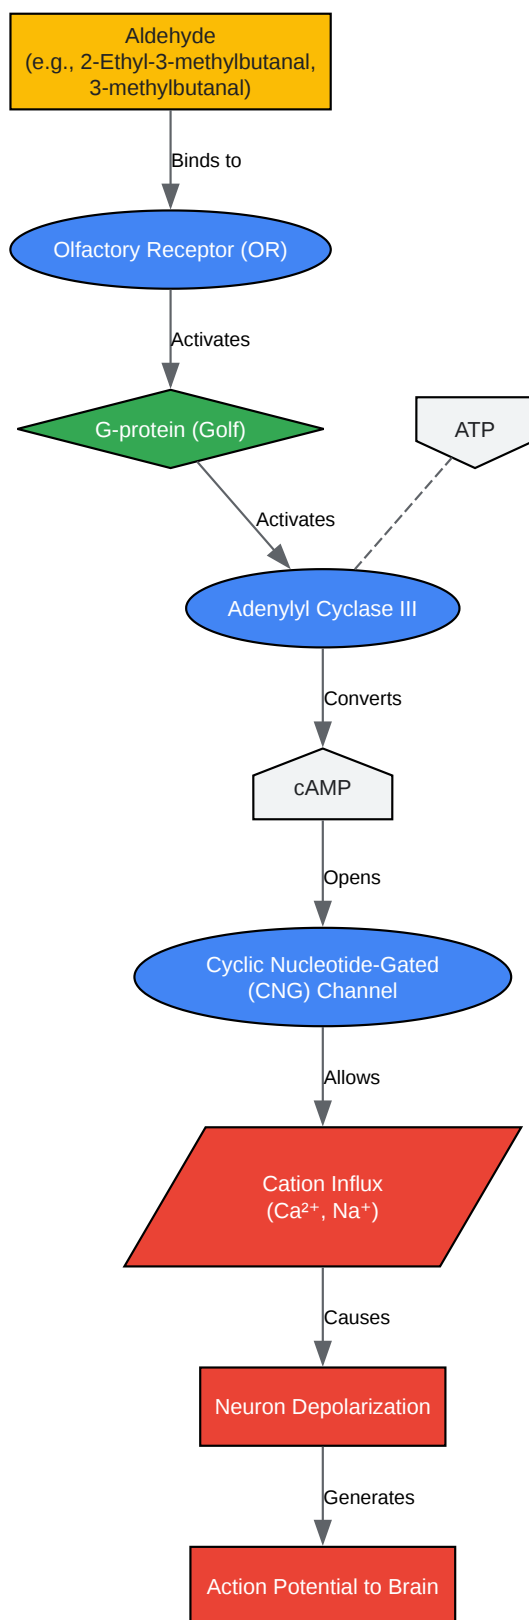 Aldehyde
(e.g., 2-Ethyl-3-methylbutanal,
3-methylbutanal)
Binds to
Olfactory Receptor (OR)
Activates
G-protein (Golf)
ATP
Activates
Adenylyl Cyclase III
Converts
cAMP
Opens
Cyclic Nucleotide-Gated
(CNG) Channel
Allows
Cation Influx
(Ca²⁺, Na⁺)
Causes
Neuron Depolarization
Generates
Action Potential to Brain